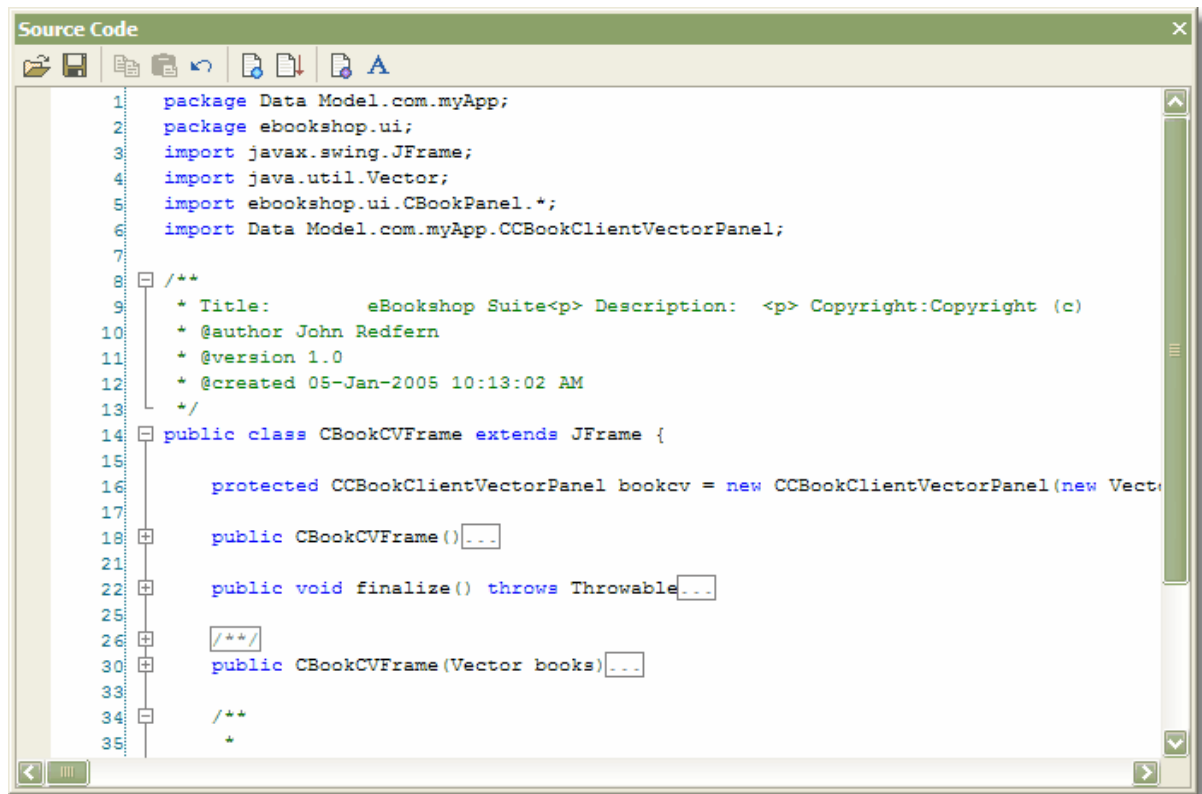 Source Code
A
1 package Data Model.com.myApp;
2 package ebookshop.ui;
3 import javax.swing.JFrame;
4 import java.util.Vector;
5 import ebookshop.ui.CBookPanel.*;
6 import Data Model.com.myApp.CCBookClientVectorPanel;
7
8 /**
9 * Title:          eBookshop Suite<p> Description:  <p> Copyright:Copyright (c)
10 * @author John Redfern
11 * @version 1.0
12 * @created 05-Jan-2005 10:13:02 AM
13 */
14 public class CBookCVFrame extends JFrame {
15
16 protected CCBookClientVectorPanel bookcv = new CCBookClientVectorPanel(new Vect
17
18 public CBookCVFrame()...
21
22 public void finalize() throws Throwable...
25
26 /**/
30 public CBookCVFrame(Vector books)...
33
34 /**
35 *